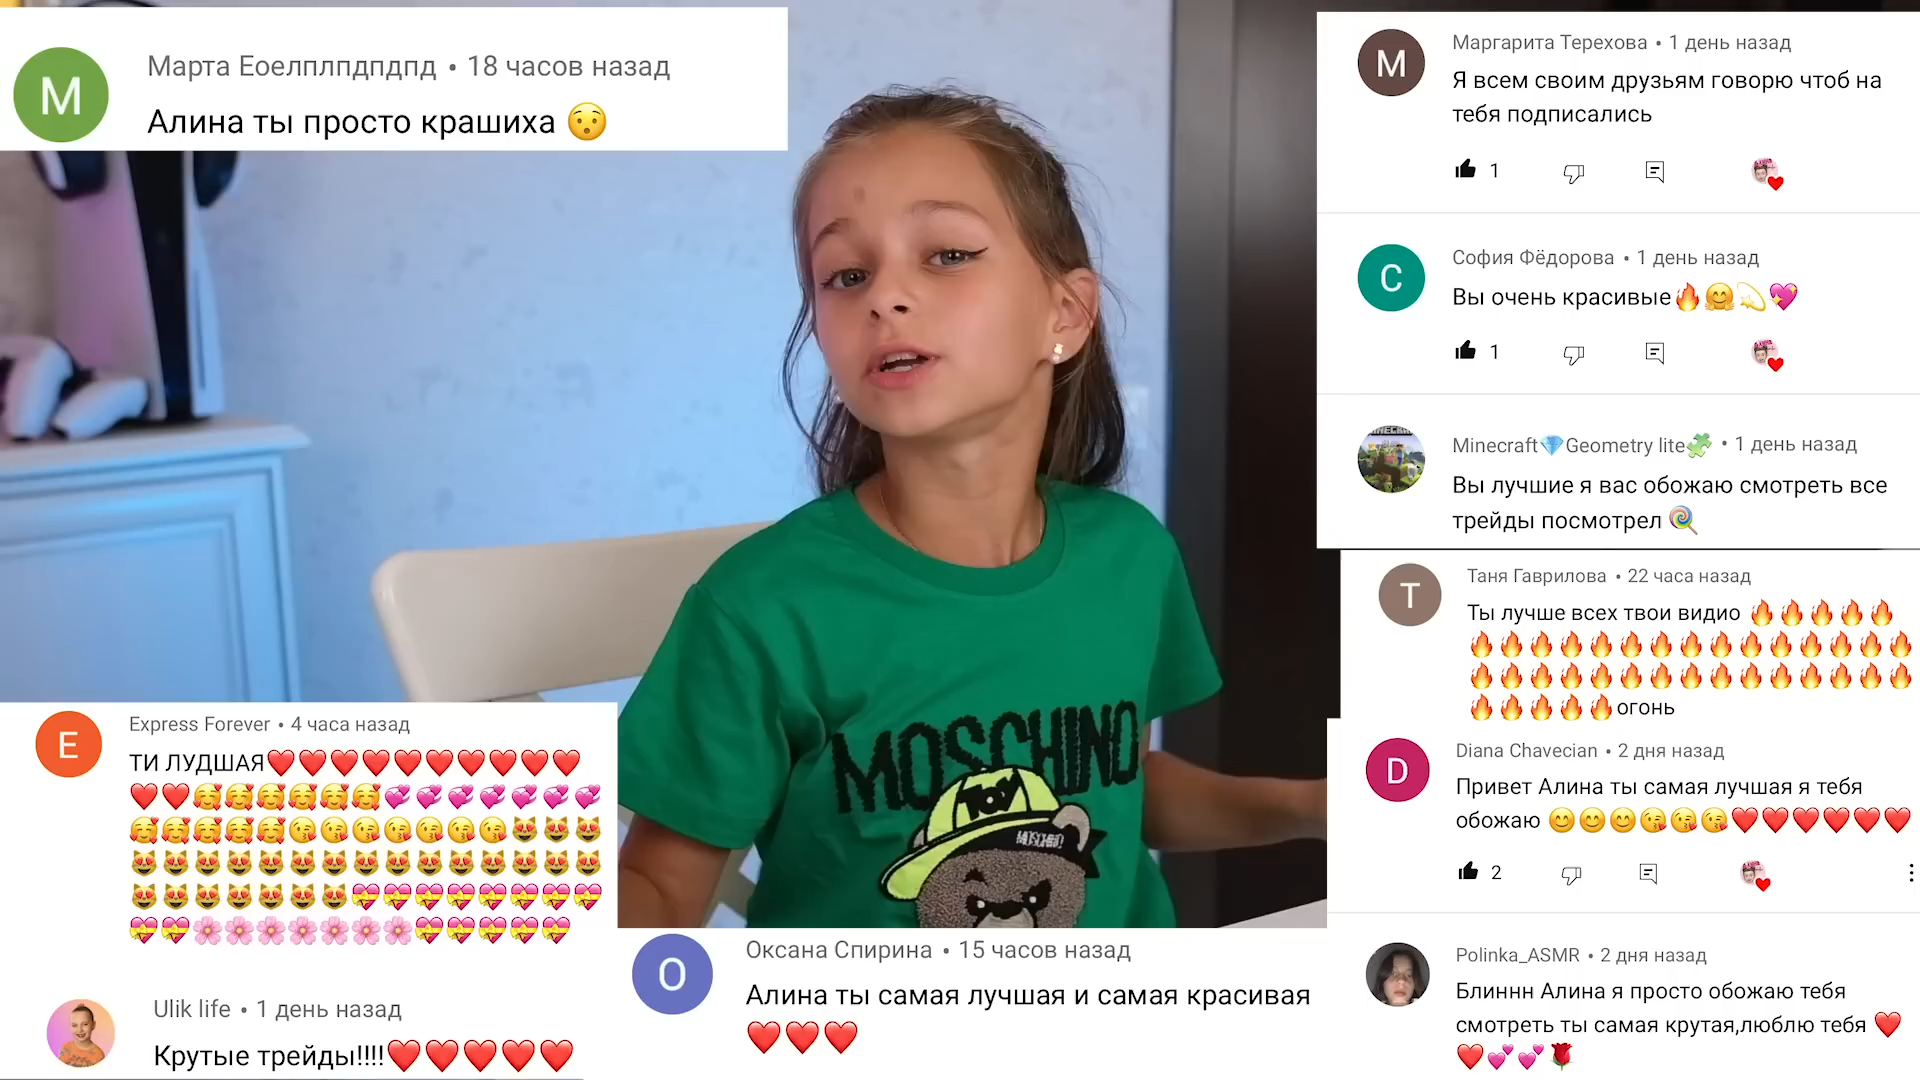 М
Марта Еоелплпдпдпд • 18 часов назад
Алина ты просто крашиха 😯
E
Express Forever • 4 часа назад
ТИ ЛУДШАЯ❤️❤️❤️❤️❤️❤️❤️❤️❤️❤️
❤️❤️🥰🥰🥰🥰🥰🥰💞💞💞💞💞💞💞
🥰🥰🥰🥰🥰😘😘😘😘😘😘😘😻😻😻
😻😻😻😻😻😻😻😻😻😻😻😻😻😻😻
😻😻😻😻😻😻😻💝💝💝💝💝💝💝💝
💝💝🌸🌸🌸🌸🌸🌸🌸💝💝💝💝💝
Ulik life • 1 день назад
Крутые трейды!!!!❤️❤️❤️❤️❤️❤️
MOSCHINO
TOY
MOSCHINO
О
Оксана Спирина • 15 часов назад
Алина ты самая лучшая и самая красивая
❤️❤️❤️
М
Маргарита Терехова • 1 день назад
Я всем своим друзьям говорю чтоб на
тебя подписались
1
С
София Фёдорова • 1 день назад
Вы очень красивые🔥🤗💫💖
1
Minecraft💎Geometry lite🧩 • 1 день назад
Вы лучшие я вас обожаю смотреть все
трейды посмотрел 🍭
Т
Таня Гаврилова • 22 часа назад
Ты лучше всех твои видио 🔥🔥🔥🔥🔥
🔥🔥🔥🔥🔥🔥🔥🔥🔥🔥🔥🔥🔥🔥🔥
🔥🔥🔥🔥🔥🔥🔥🔥🔥🔥🔥🔥🔥🔥🔥
🔥🔥🔥🔥🔥огонь
D
Diana Chavecian • 2 дня назад
Привет Алина ты самая лучшая я тебя
обожаю 😊😊😊😘😘😘❤️❤️❤️❤️❤️❤️
2
Polinka_ASMR • 2 дня назад
Блиннн Алина я просто обожаю тебя
смотреть ты самая крутая,люблю тебя ❤️
❤️💕💕🌹